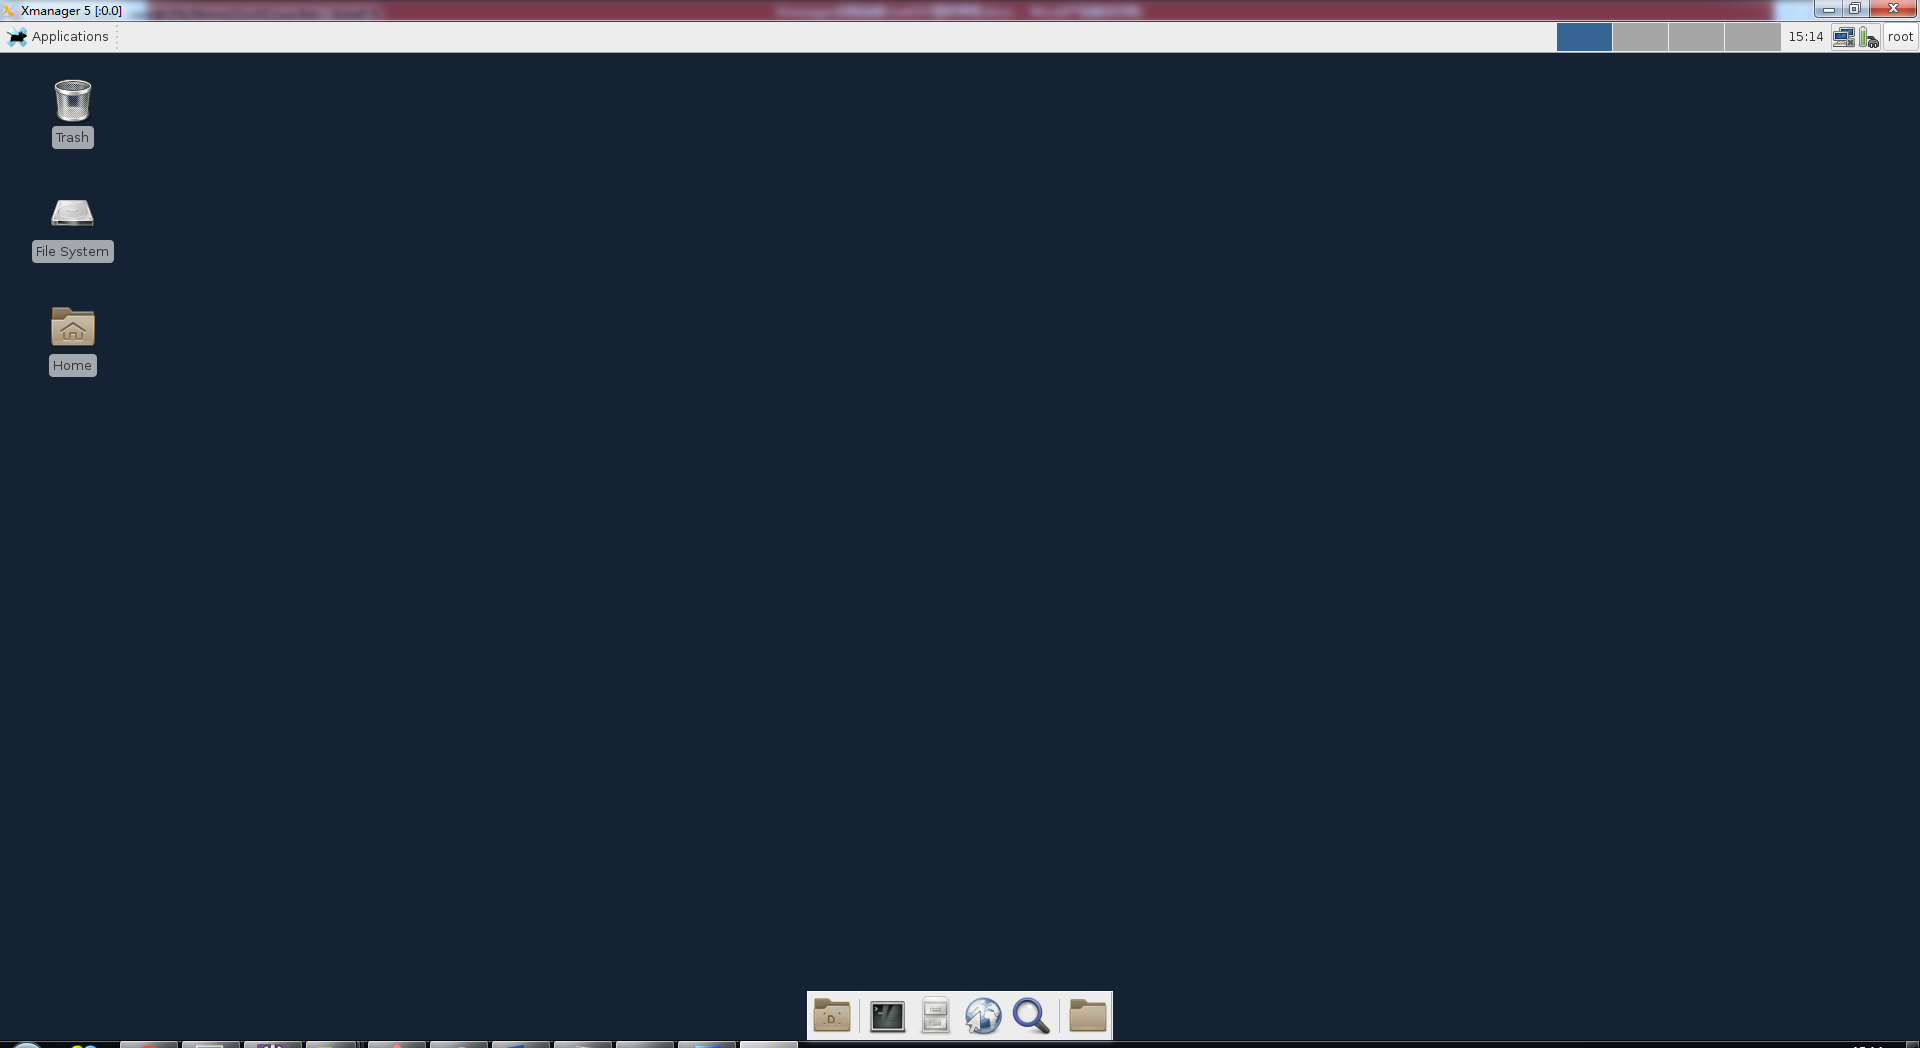 Xmanager 5 [:0.0]
Applications
15:14
root
Trash
File System
Home